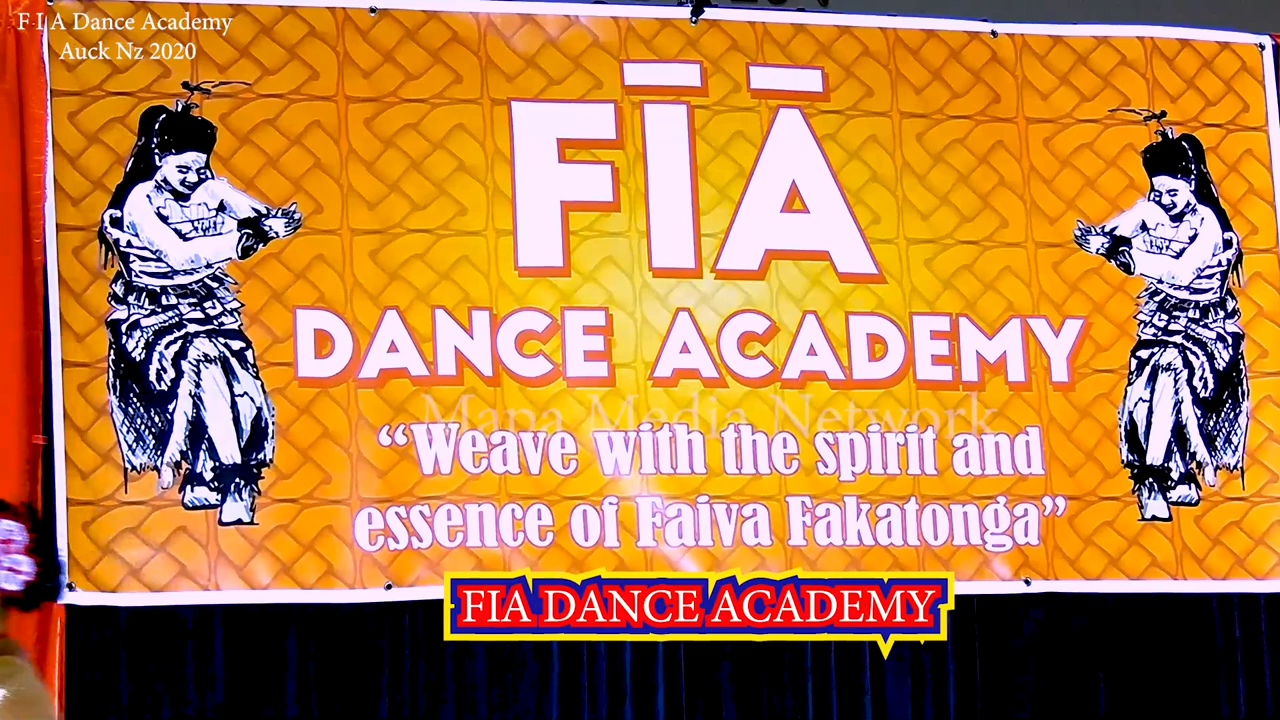 F I A Dance Academy
Auck Nz 2020
FĪĀ
DANCE ACADEMY
Mapa Media Network
“Weave with the spirit and
essence of Faiva Fakatonga”
FIA DANCE ACADEMY